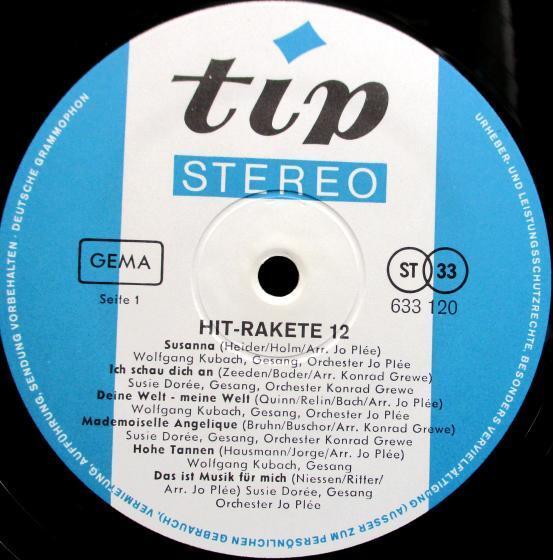 tip
STEREO
GEMA
Seite 1
ST 33
633 120
HIT-RAKETE 12
Susanna (Heider/Holm/Arr. Jo Plée)
Wolfgang Kubach, Gesang, Orchester Jo Plée
Ich schau dich an (Zeeden/Bader/Arr. Konrad Grewe)
Susie Dorée, Gesang, Orchester Konrad Grewe
Deine Welt - meine Welt (Quinn/Relin/Bach/Arr. Jo Plée)
Wolfgang Kubach, Gesang, Orchester Jo Plée
Mademoiselle Angelique (Bruhn/Buschor/Arr. Konrad Grewe)
Susie Dorée, Gesang, Orchester Konrad Grewe
Hohe Tannen (Hausmann/Jorge/Arr. Jo Plée)
Wolfgang Kubach, Gesang
Das ist Musik für mich (Niessen/Ritter/
Arr. Jo Plée) Susie Dorée, Gesang
Orchester Jo Plée
URHEBER- UND LEISTUNGSSCHUTZRECHTE, BESONDERS VERVIELFÄLTIGUNG (AUSSER ZUM PERSÖNLICHEN GEBRAUCH), VERMIETUNG, AUFFÜHRUNG, SENDUNG VORBEHALTEN · DEUTSCHE GRAMMOPHON